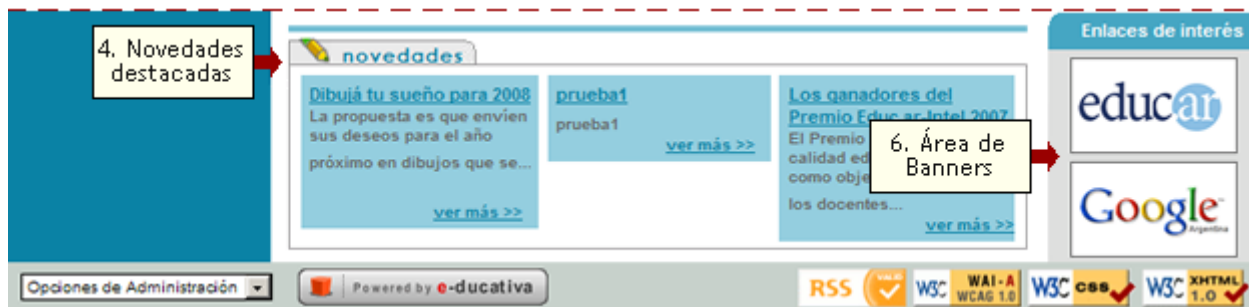 4. Novedades
destacadas
novedades
Dibujá tu sueño para 2008
La propuesta es que envíen
sus deseos para el año
próximo en dibujos que se...
ver más >>
prueba1
prueba1
ver más >>
Los ganadores del
Premio Educ.ar-Intel 2007
El Premio
calidad ed
como obje
los docentes...
ver más >>
6. Área de
Banners
Enlaces de interés
educar
Google
Argentina
Opciones de Administración
Powered by e-ducativa
RSS VALID
W3C WAI-A
WCAG 1.0
W3C css
W3C XHTML
1.0